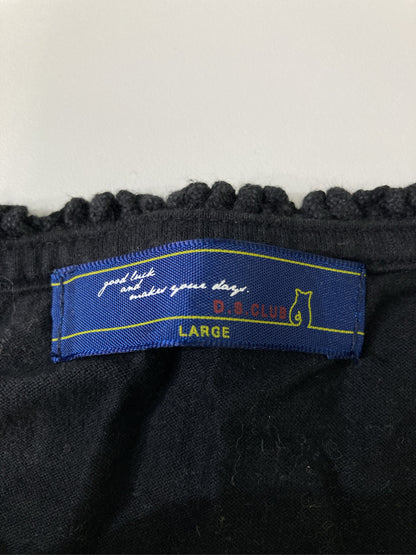 good luck
and
makes your days.
D.S.CLUB
LARGE